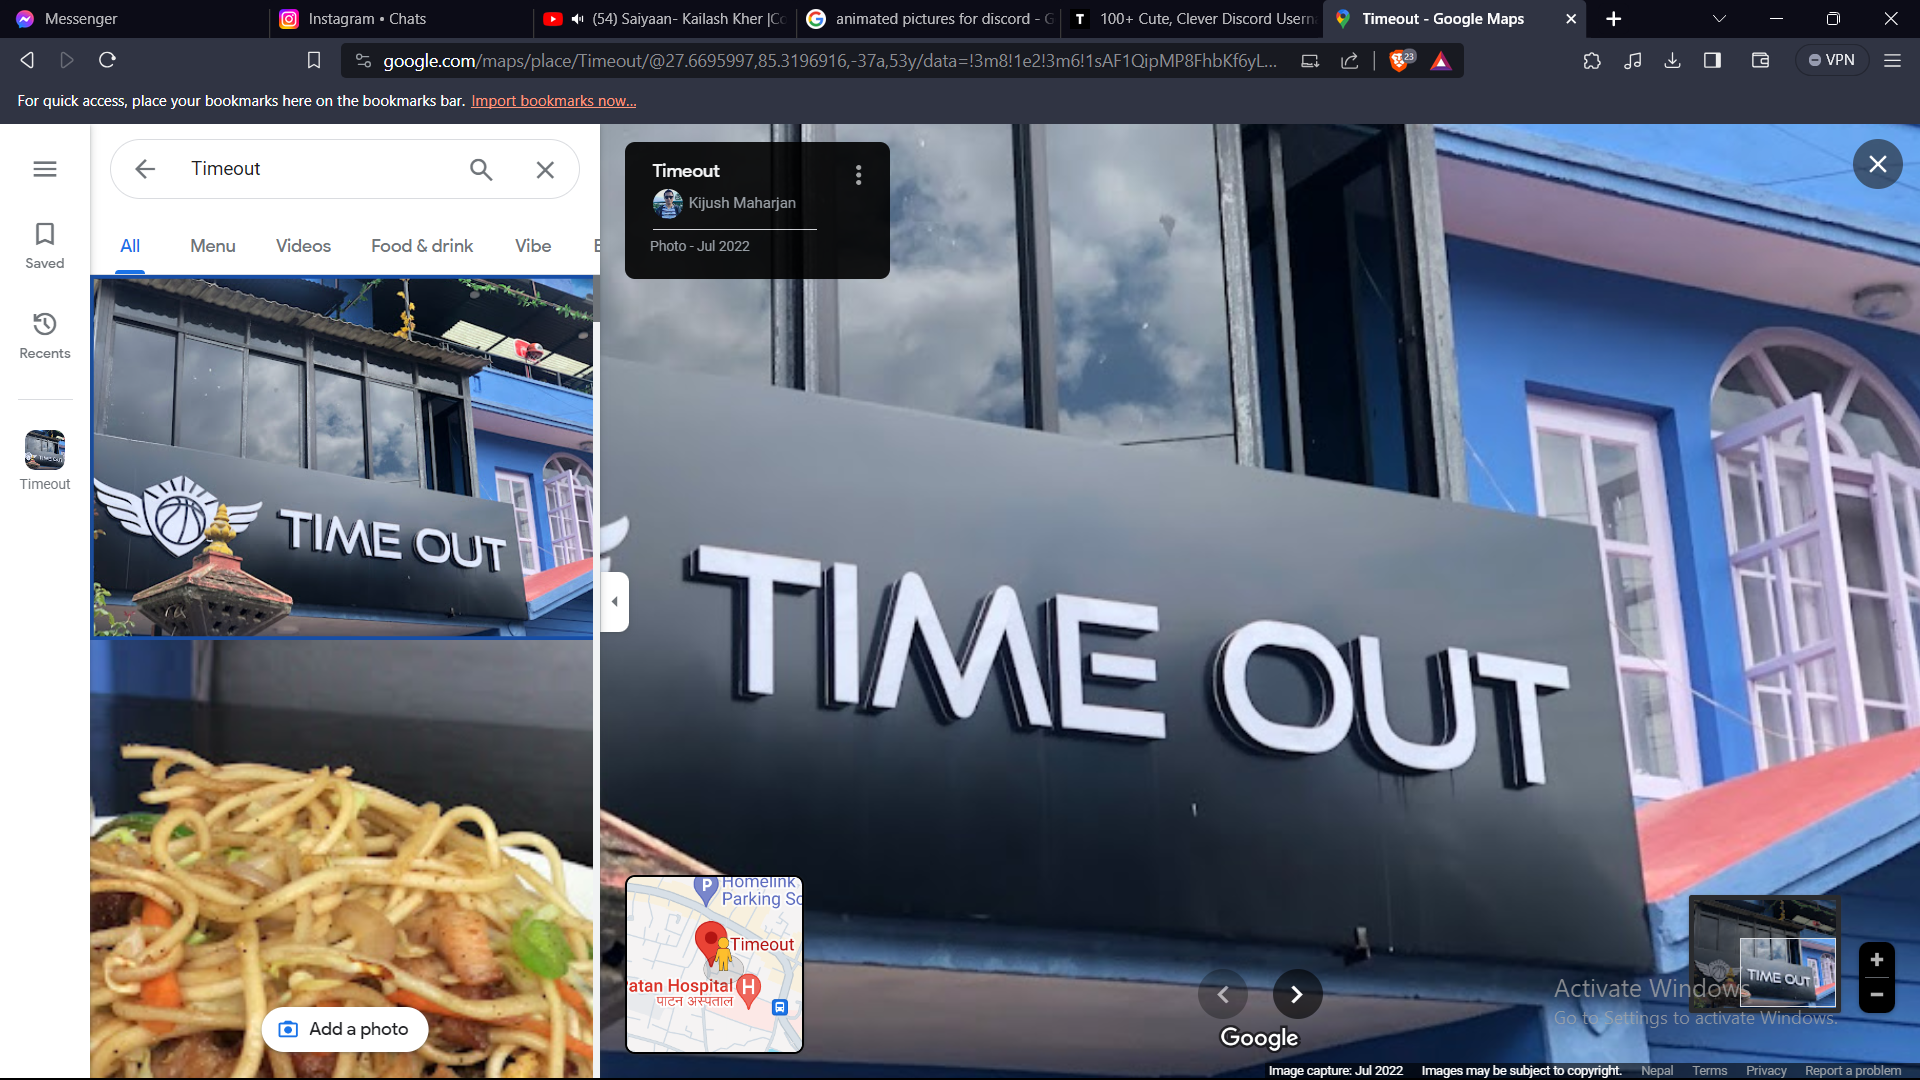 Messenger
Instagram • Chats
(54) Saiyaan- Kailash Kher |Co
animated pictures for discord - G
T 100+ Cute, Clever Discord Usern
Timeout - Google Maps
google.com/maps/place/Timeout/@27.6695997,85.3196916,-37a,53y/data=!3m8!1e2!3m6!1sAF1QipMP8FhbKf6yL...
23
VPN
For quick access, place your bookmarks here on the bookmarks bar. Import bookmarks now...
Saved
Recents
Timeout
Timeout
All Menu Videos Food & drink Vibe
TIME OUT
Add a photo
Timeout
Kijush Maharjan
Photo - Jul 2022
TIME OUT
P Homelink
Parking Sc
Timeout
atan Hospital H
पाटन अस्पताल
Google
TIME OUT
Activate Windows
Go to Settings to activate Windows.
Image capture: Jul 2022 Images may be subject to copyright. Nepal Terms Privacy Report a problem